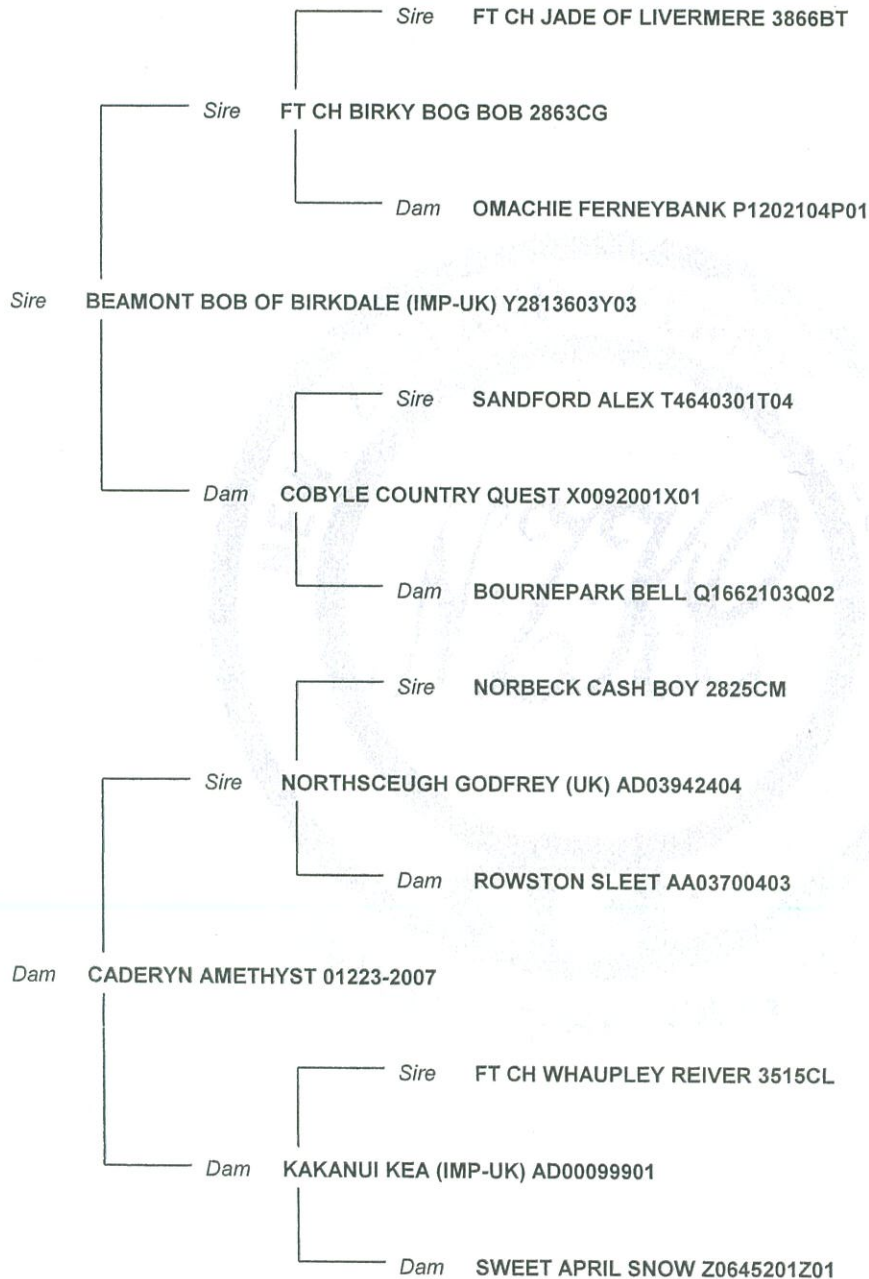 Sire FT CH JADE OF LIVERMERE 3866BT
Sire FT CH BIRKY BOG BOB 2863CG
Dam OMACHIE FERNEYBANK P1202104P01
Sire BEAMONT BOB OF BIRKDALE (IMP-UK) Y2813603Y03
Sire SANDFORD ALEX T4640301T04
Dam COBYLE COUNTRY QUEST X0092001X01
Dam BOURNEPARK BELL Q1662103Q02
Sire NORBECK CASH BOY 2825CM
Sire NORTHSCEUGH GODFREY (UK) AD03942404
Dam ROWSTON SLEET AA03700403
Dam CADERYN AMETHYST 01223-2007
Sire FT CH WHAUPLEY REIVER 3515CL
Dam KAKANUI KEA (IMP-UK) AD00099901
Dam SWEET APRIL SNOW Z0645201Z01
NZKC